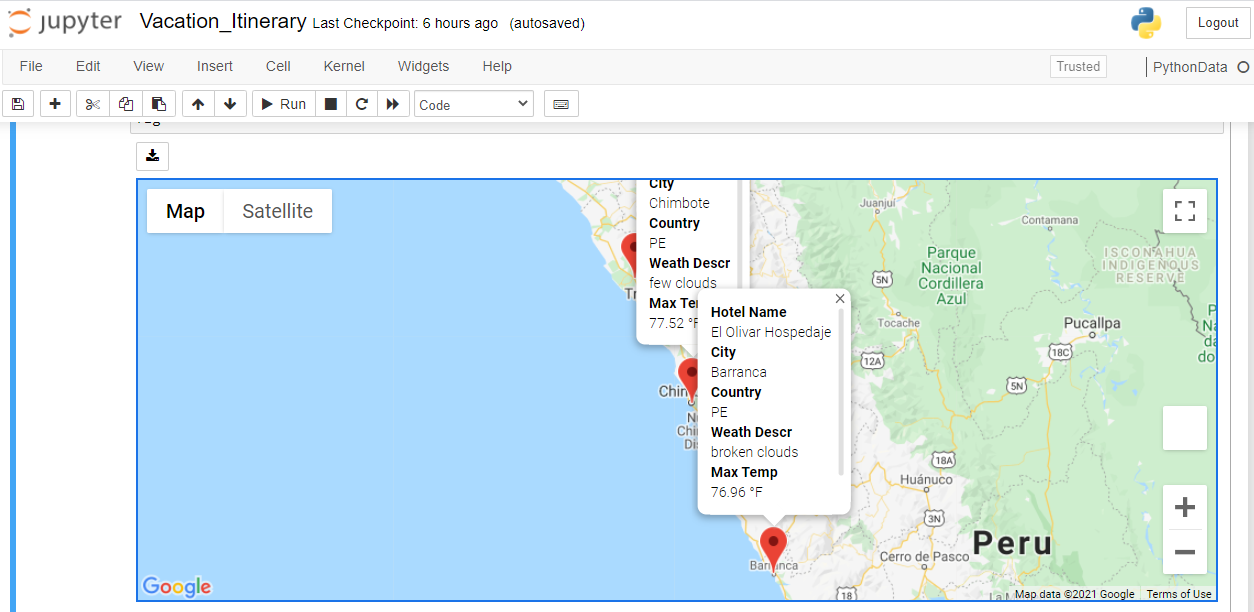 jupyter Vacation_Itinerary Last Checkpoint: 6 hours ago (autosaved)
Logout
File Edit View Insert Cell Kernel Widgets Help
Trusted
PythonData
Run
Code
Map Satellite
City
Chimbote
Country
PE
Weath Descr
few clouds
Max
77.52 °F
Hotel Name
El Olivar Hospedaje
City
Barranca
Country
PE
Weath Descr
broken clouds
Max Temp
76.96 °F
Juanjuí
Contamana
Parque
Nacional
Cordillera
Azul
ISCONAHUA
INDIGENOUS
RESERVE
5N
Tocache
Pucallpa
18C
12A
5N
18A
Huánuco
3N
Peru
Cerro de Pasco
Barranca
18
Google
Map data ©2021 Google
Terms of Use